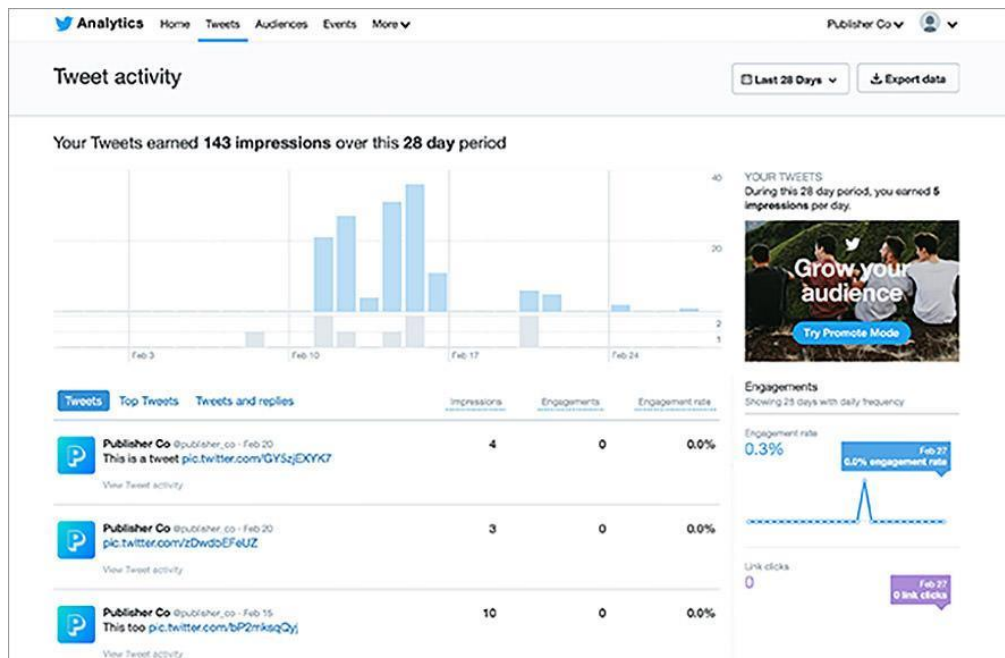 Analytics Home Tweets Audiences Events More Publisher Co
Tweet activity
Last 28 Days Export data
Your Tweets earned 143 impressions over this 28 day period
40
20
2
1
Feb 3 Feb 10 Feb 17 Feb 24
YOUR TWEETS
During this 28 day period, you earned 5
impressions per day.
Grow your
audience
Try Promote Mode
Tweets Top Tweets Tweets and replies Impressions Engagements Engagement rate
Publisher Co @publisher_co · Feb 20 4 0 0.0%
This is a tweet pic.twitter.com/GY5zjEXYK7
View Tweet activity
Publisher Co @publisher_co · Feb 20 3 0 0.0%
pic.twitter.com/zDwdbEFeUZ
View Tweet activity
Publisher Co @publisher_co · Feb 15 10 0 0.0%
This too pic.twitter.com/bP2mksqQyj
View Tweet activity
Engagements
Showing 28 days with daily frequency
Engagement rate
0.3% Feb 27
0.0% engagement rate
Link clicks
0 Feb 27
0 link clicks